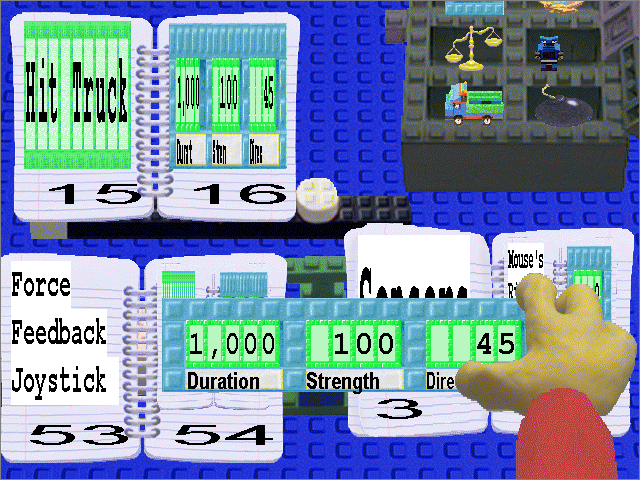 Hit Truck
1,000 100 45
15 16
Force
Feedback
Joystick
Mouse's
1,000 100 45
Duration Strength
53 54
3